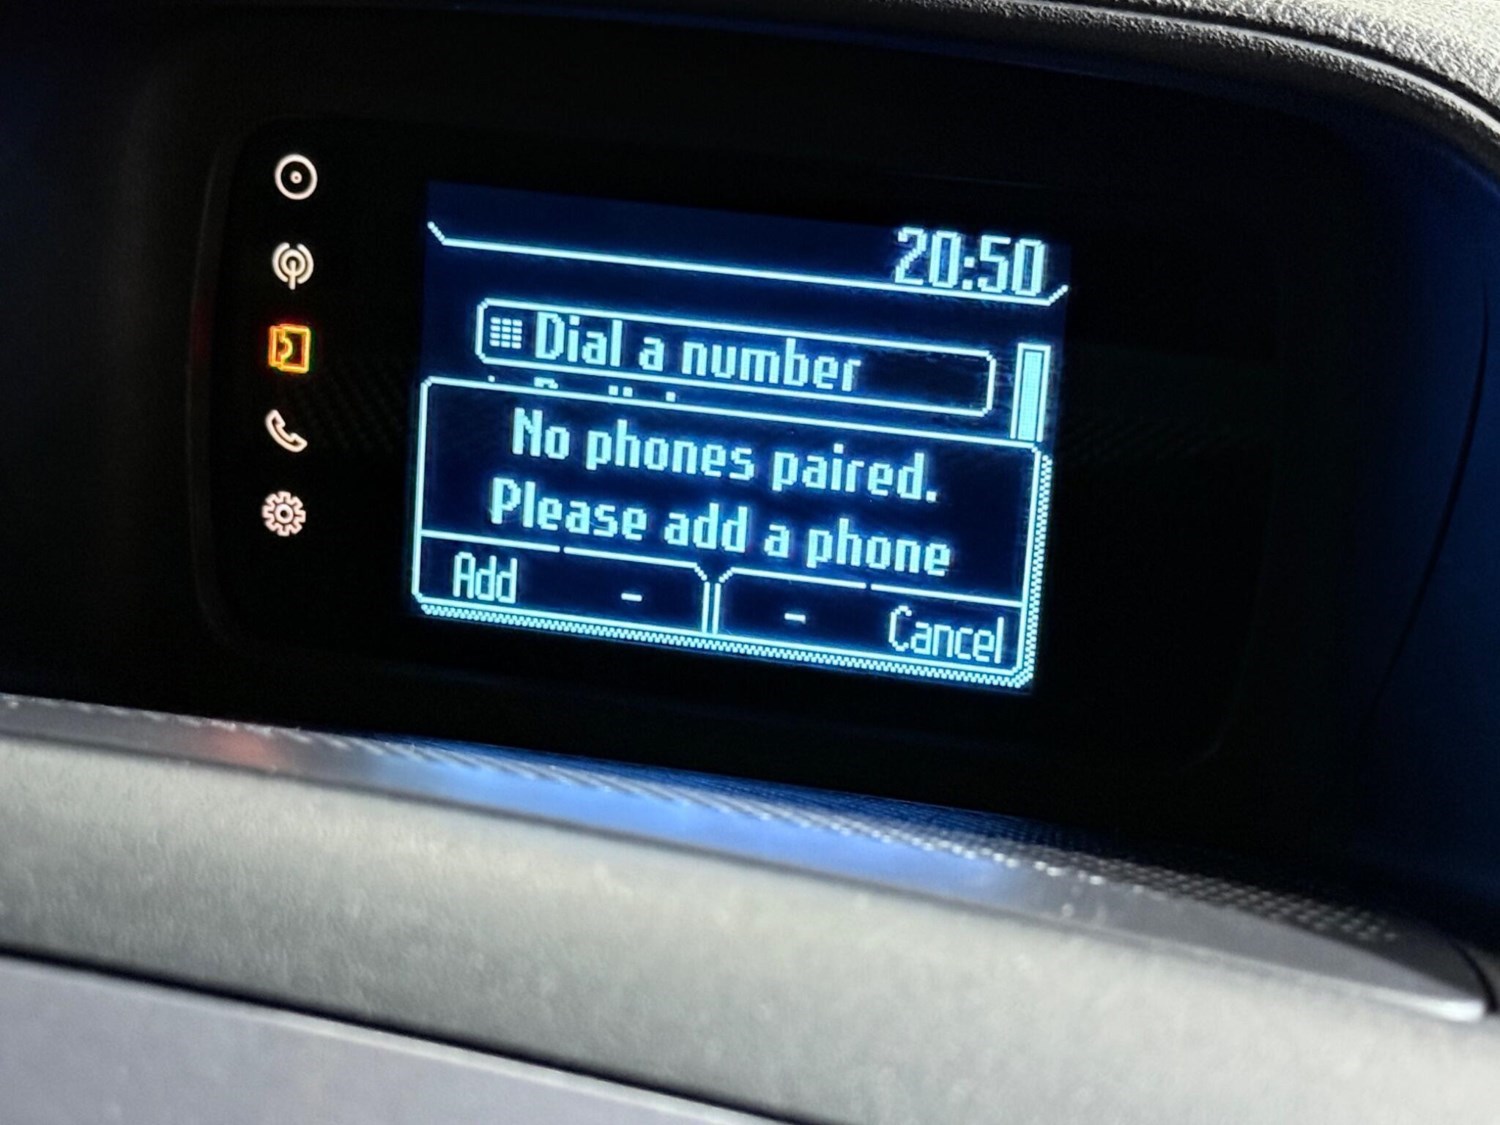 20:50
Dial a number
No phones paired.
Please add a phone
Add - - Cancel